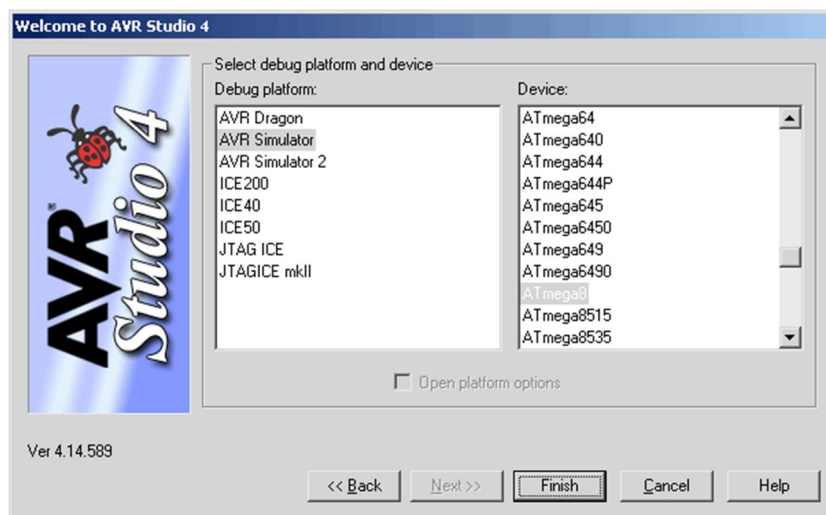 Welcome to AVR Studio 4
AVR Studio 4
Select debug platform and device
Debug platform:
AVR Dragon
AVR Simulator
AVR Simulator 2
ICE200
ICE40
ICE50
JTAG ICE
JTAGICE mkII
Device:
ATmega64
ATmega640
ATmega644
ATmega644P
ATmega645
ATmega6450
ATmega649
ATmega6490
ATmega8
ATmega8515
ATmega8535
Open platform options
Ver 4.14.589
<< Back
Next >>
Finish
Cancel
Help